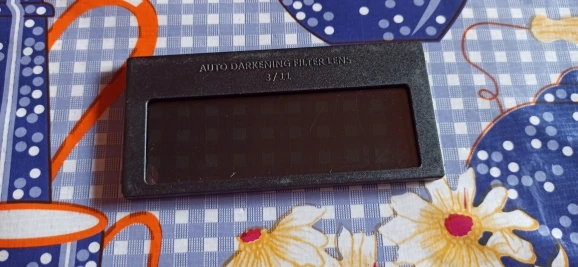 AUTO DARKENING FILTER LENS
3/11